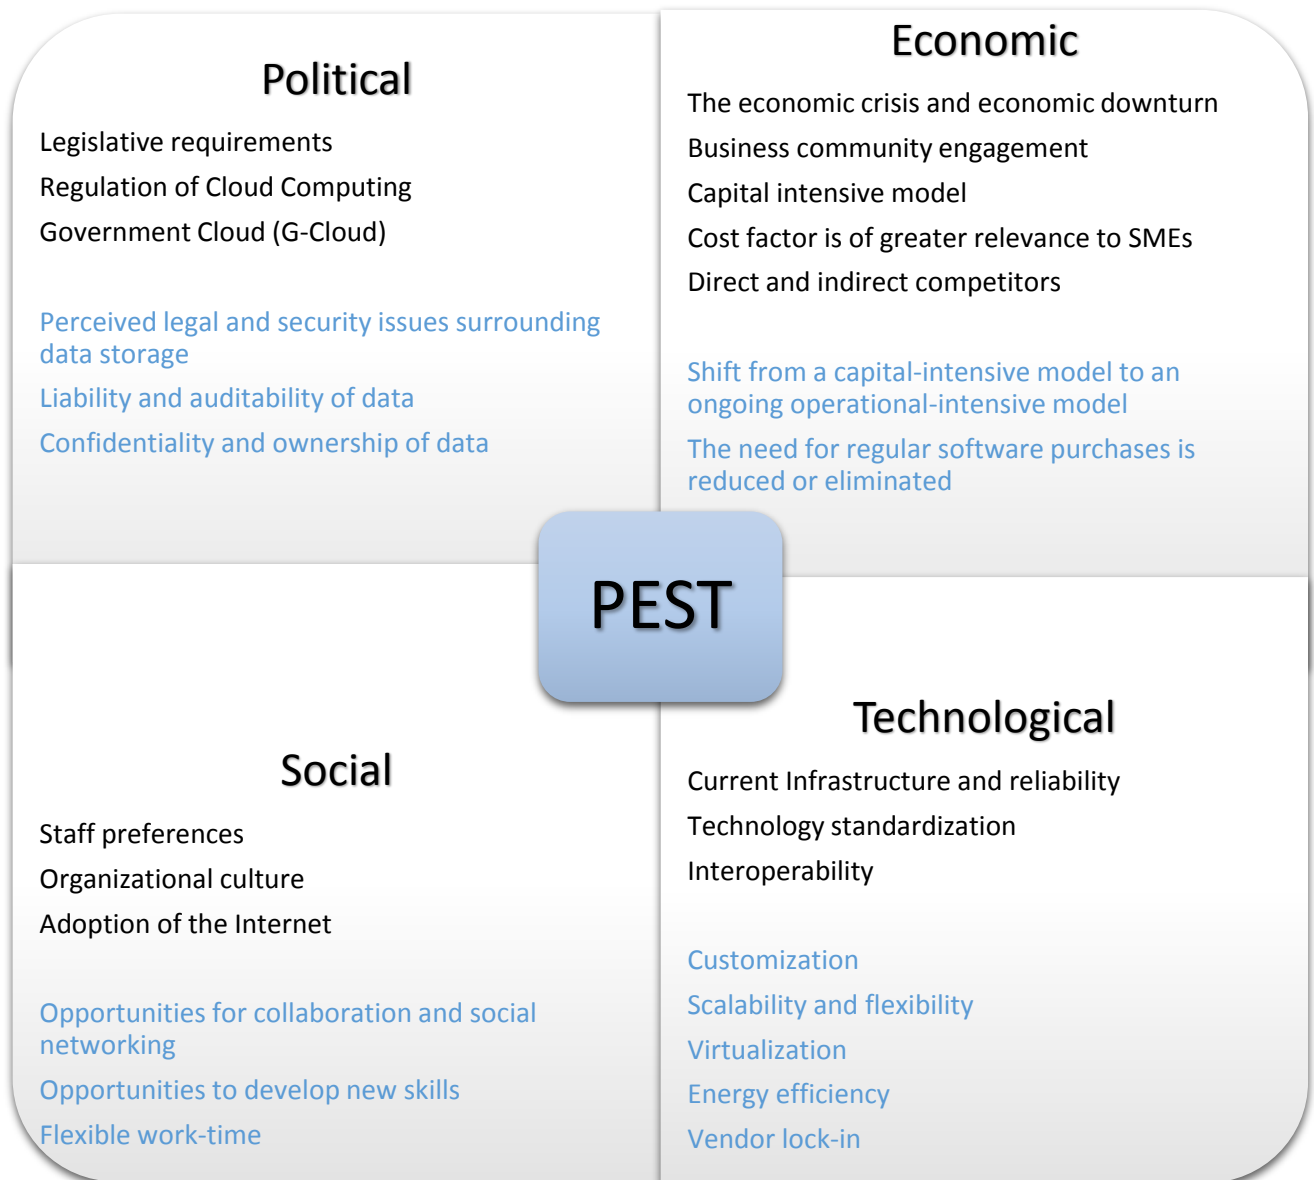 Political
Legislative requirements
Regulation of Cloud Computing
Government Cloud (G-Cloud)
Perceived legal and security issues surrounding
data storage
Liability and auditability of data
Confidentiality and ownership of data
Economic
The economic crisis and economic downturn
Business community engagement
Capital intensive model
Cost factor is of greater relevance to SMEs
Direct and indirect competitors
Shift from a capital-intensive model to an
ongoing operational-intensive model
The need for regular software purchases is
reduced or eliminated
PEST
Social
Staff preferences
Organizational culture
Adoption of the Internet
Opportunities for collaboration and social
networking
Opportunities to develop new skills
Flexible work-time
Technological
Current Infrastructure and reliability
Technology standardization
Interoperability
Customization
Scalability and flexibility
Virtualization
Energy efficiency
Vendor lock-in